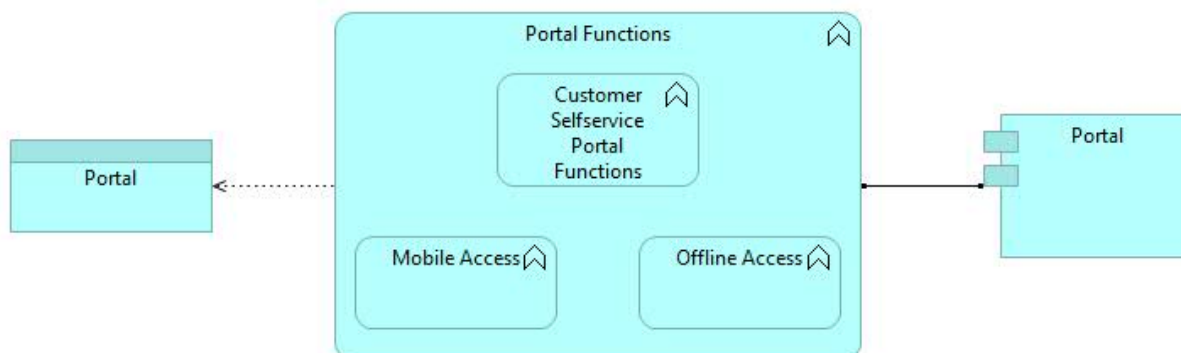 Portal Functions
Customer
Selfservice
Portal
Functions
Portal
Portal
Mobile Access
Offline Access